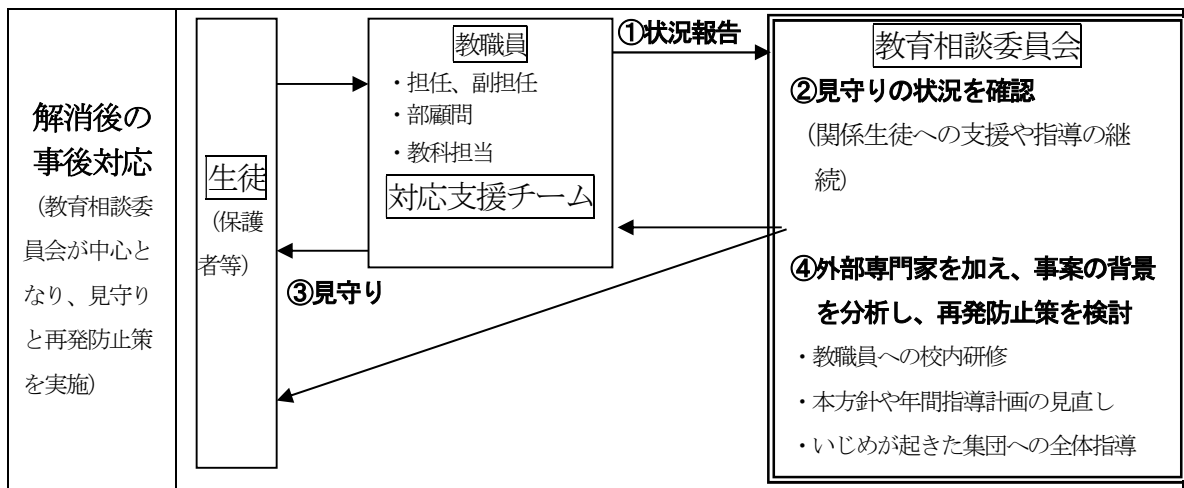 解消後の
事後対応
（教育相談委
員会が中心と
なり、見守り
と再発防止策
を実施）
生徒
（保護
者等）
教職員
・担任、副担任
・部顧問
・教科担当
対応支援チーム
①状況報告
③見守り
教育相談委員会
②見守りの状況を確認
（関係生徒への支援や指導の継
続）
④外部専門家を加え、事案の背景
を分析し、再発防止策を検討
・教職員への校内研修
・本方針や年間指導計画の見直し
・いじめが起きた集団への全体指導